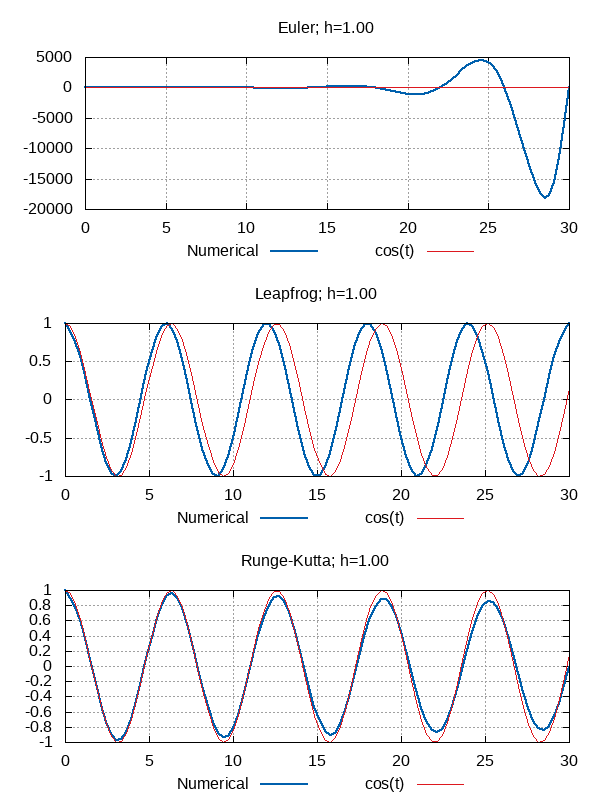 Euler; h=1.00
5000
0
-5000
-10000
-15000
-20000
0 5 10 15 20 25 30
Numerical cos(t)
Leapfrog; h=1.00
1
0.5
0
-0.5
-1
0 5 10 15 20 25 30
Numerical cos(t)
Runge-Kutta; h=1.00
1
0.8
0.6
0.4
0.2
0
-0.2
-0.4
-0.6
-0.8
-1
0 5 10 15 20 25 30
Numerical cos(t)